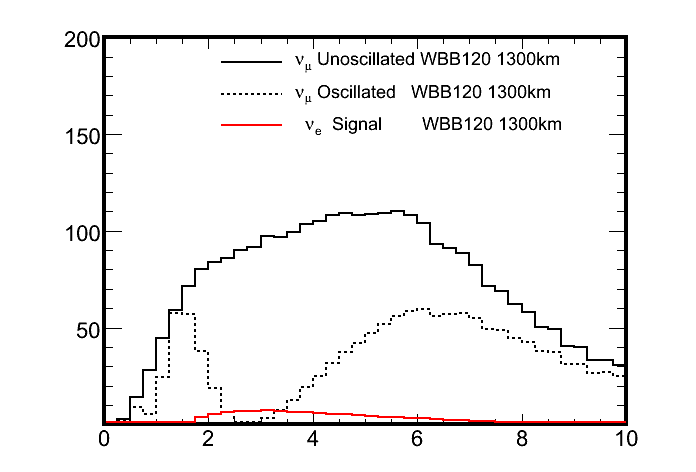 200
νμ Unoscillated WBB120 1300km
νμ Oscillated WBB120 1300km
νe Signal WBB120 1300km
150
100
50
0 2 4 6 8 10